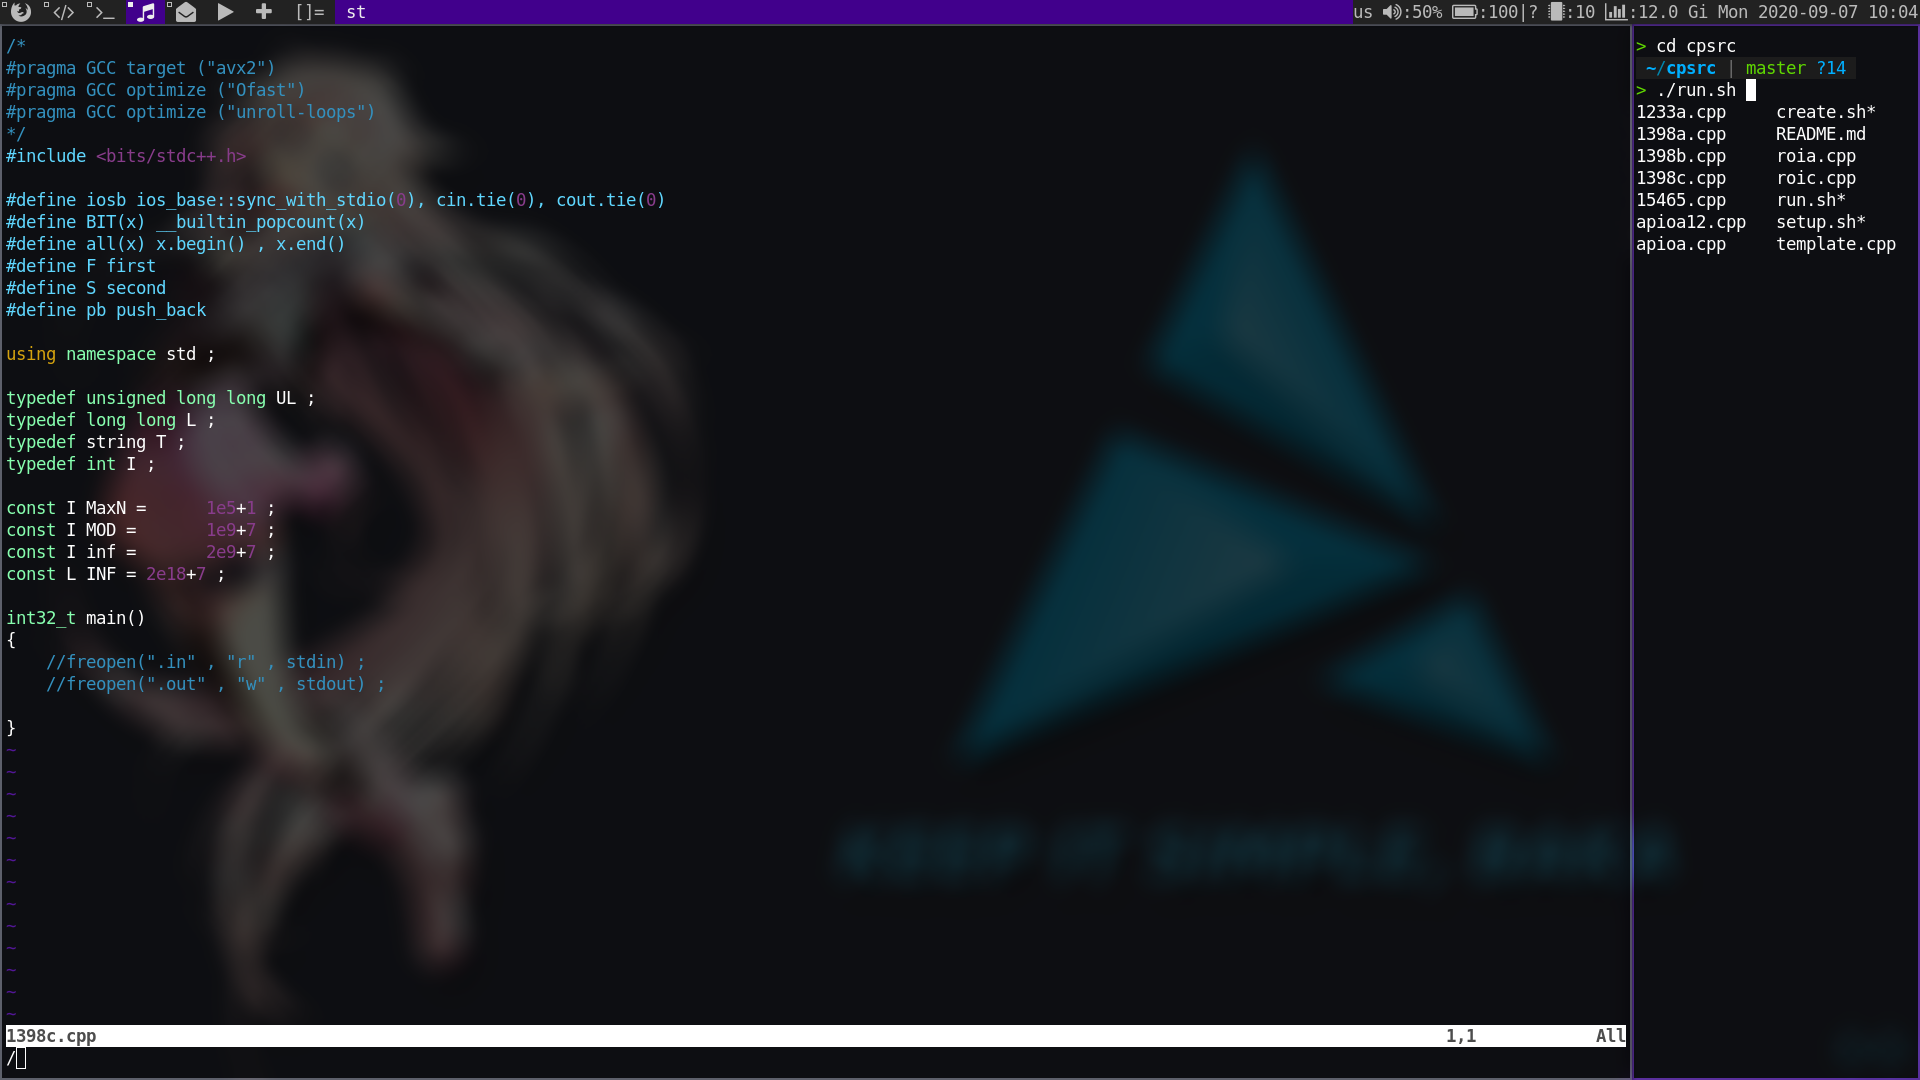 </> >_ []= st us :50% :100|? :10 :12.0 Gi Mon 2020-09-07 10:04
/*
#pragma GCC target ("avx2")
#pragma GCC optimize ("Ofast")
#pragma GCC optimize ("unroll-loops")
*/
#include <bits/stdc++.h>
#define iosb ios_base::sync_with_stdio(0), cin.tie(0), cout.tie(0)
#define BIT(x) __builtin_popcount(x)
#define all(x) x.begin() , x.end()
#define F first
#define S second
#define pb push_back
using namespace std ;
typedef unsigned long long UL ;
typedef long long L ;
typedef string T ;
typedef int I ;
const I MaxN =      1e5+1 ;
const I MOD =       1e9+7 ;
const I inf =       2e9+7 ;
const L INF = 2e18+7 ;
int32_t main()
{
    //freopen(".in" , "r" , stdin) ;
    //freopen(".out" , "w" , stdout) ;
}
~
~
~
~
~
~
~
~
~
~
~
~
~
1398c.cpp 1,1 All
/
> cd cpsrc
~/cpsrc | master ?14
> ./run.sh
1233a.cpp     create.sh*
1398a.cpp     README.md
1398b.cpp     roia.cpp
1398c.cpp     roic.cpp
15465.cpp     run.sh*
apioa12.cpp   setup.sh*
apioa.cpp     template.cpp